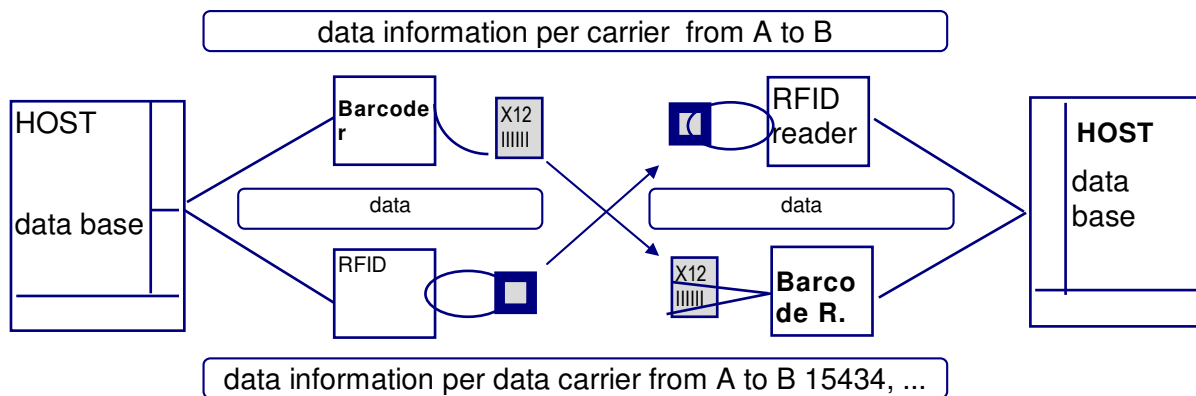 data information per carrier from A to B
HOST
data base
Barcode
r
X12
RFID
reader
HOST
data
base
data
data
RFID
X12
Barco
de R.
data information per data carrier from A to B 15434, ...